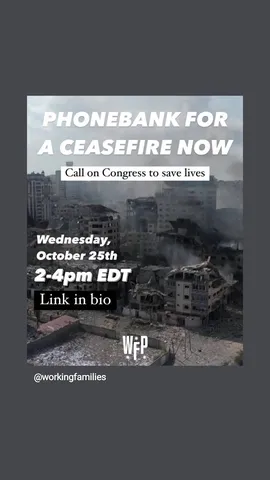 PHONEBANK FOR
A CEASEFIRE NOW
Call on Congress to save lives
Wednesday,
October 25th
2-4pm EDT
Link in bio
WFP
@workingfamilies